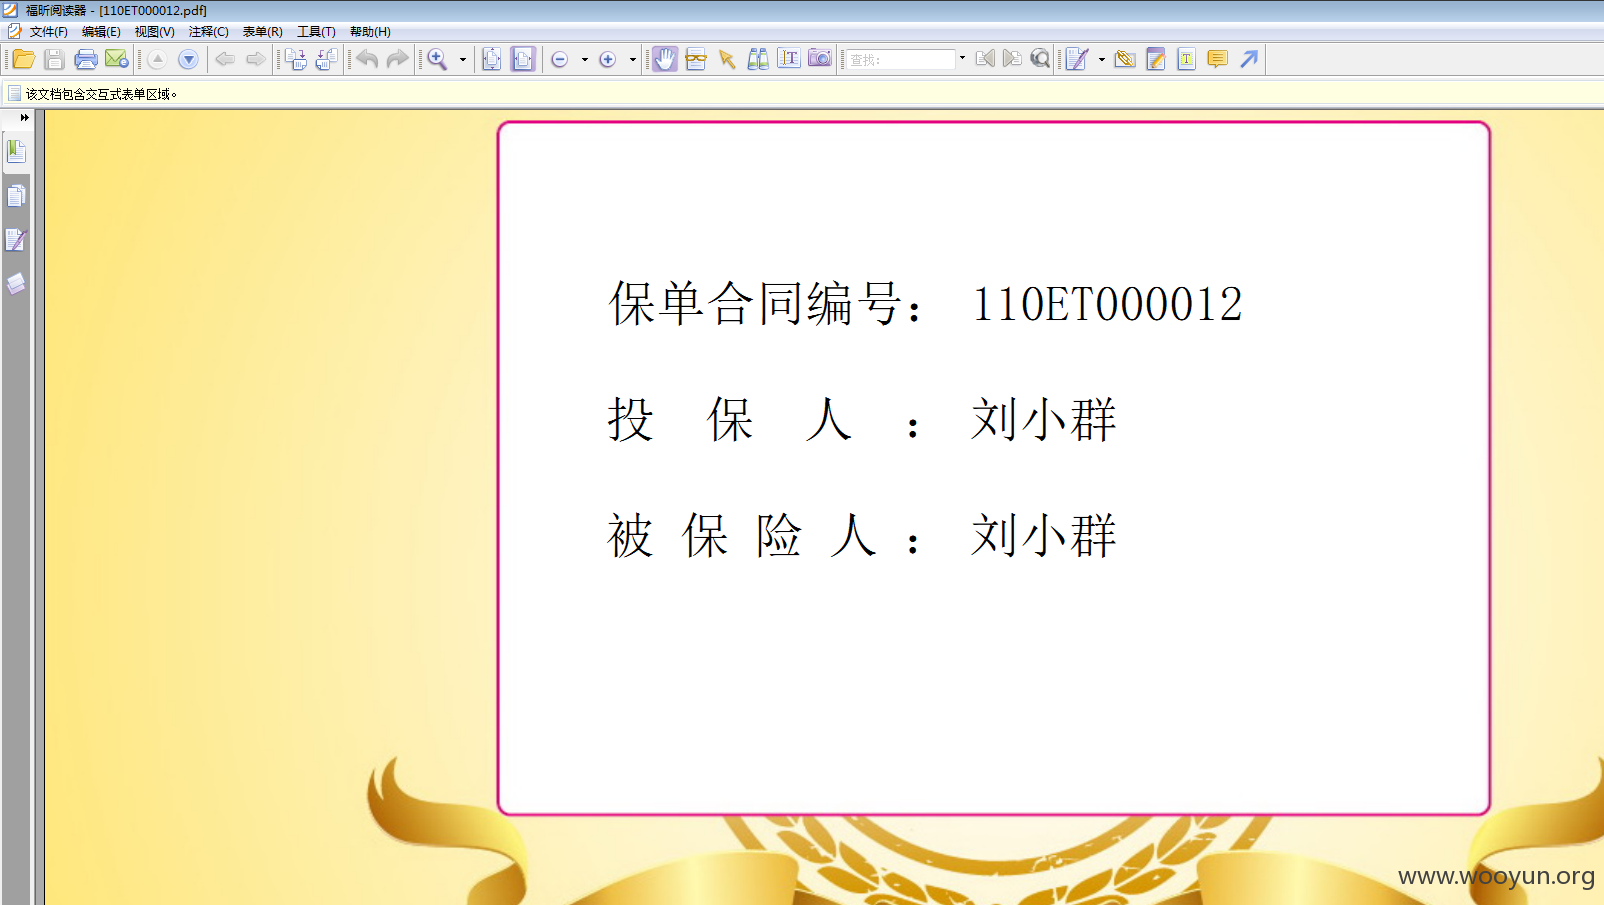 福昕阅读器 - [110ET000012.pdf]
文件(F) 编辑(E) 视图(V) 注释(C) 表单(R) 工具(T) 帮助(H)
查找:
该文档包含交互式表单区域。
保单合同编号： 110ET000012
投 保 人 ： 刘小群
被 保 险 人 ： 刘小群
www.wooyun.org